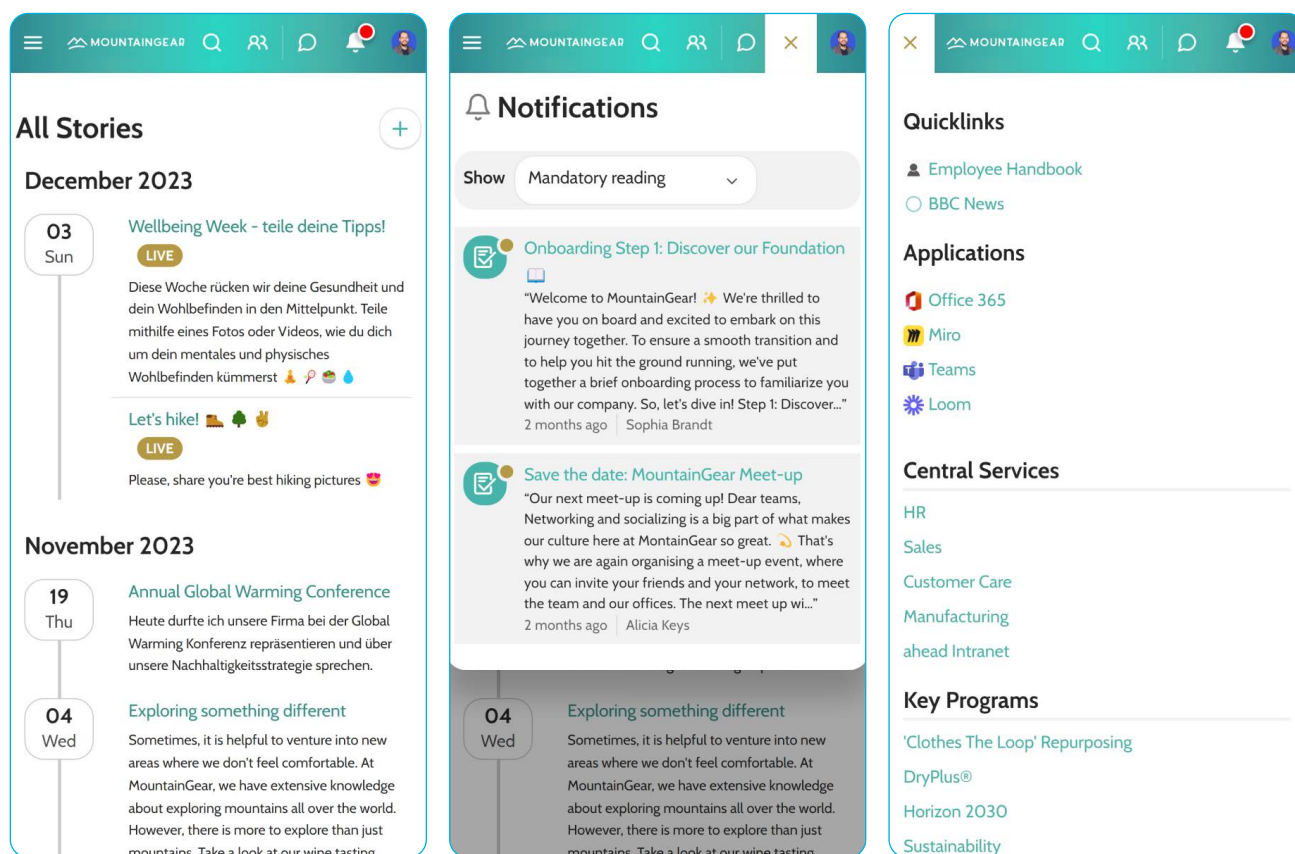 MOUNTAINGEAR
All Stories
+
December 2023
03
Sun
Wellbeing Week - teile deine Tipps!
LIVE
Diese Woche rücken wir deine Gesundheit und
dein Wohlbefinden in den Mittelpunkt. Teile
mithilfe eines Fotos oder Videos, wie du dich
um dein mentales und physisches
Wohlbefinden kümmerst 🧘 🏸 🥗 💧
Let's hike! 🥾 🌳 ✌
LIVE
Please, share you're best hiking pictures 😍
November 2023
19
Thu
Annual Global Warming Conference
Heute durfte ich unsere Firma bei der Global
Warming Konferenz repräsentieren und über
unsere Nachhaltigkeitsstrategie sprechen.
04
Wed
Exploring something different
Sometimes, it is helpful to venture into new
areas where we don't feel comfortable. At
MountainGear, we have extensive knowledge
about exploring mountains all over the world.
However, there is more to explore than just
mountains. Take a look at our wine tasting
MOUNTAINGEAR
Notifications
Show
Mandatory reading
Onboarding Step 1: Discover our Foundation
📖
“Welcome to MountainGear! ✨ We're thrilled to
have you on board and excited to embark on this
journey together. To ensure a smooth transition and
to help you hit the ground running, we've put
together a brief onboarding process to familiarize you
with our company. So, let's dive in! Step 1: Discover...”
2 months ago | Sophia Brandt
Save the date: MountainGear Meet-up
“Our next meet-up is coming up! Dear teams,
Networking and socializing is a big part of what makes
our culture here at MontainGear so great. 💫 That's
why we are again organising a meet-up event, where
you can invite your friends and your network, to meet
the team and our offices. The next meet up wi...”
2 months ago | Alicia Keys
04
Wed
Exploring something different
Sometimes, it is helpful to venture into new
areas where we don't feel comfortable. At
MountainGear, we have extensive knowledge
about exploring mountains all over the world.
However, there is more to explore than just
mountains. Take a look at our wine tasting
MOUNTAINGEAR
Quicklinks
Employee Handbook
BBC News
Applications
Office 365
Miro
Teams
Loom
Central Services
HR
Sales
Customer Care
Manufacturing
ahead Intranet
Key Programs
'Clothes The Loop' Repurposing
DryPlus®
Horizon 2030
Sustainability